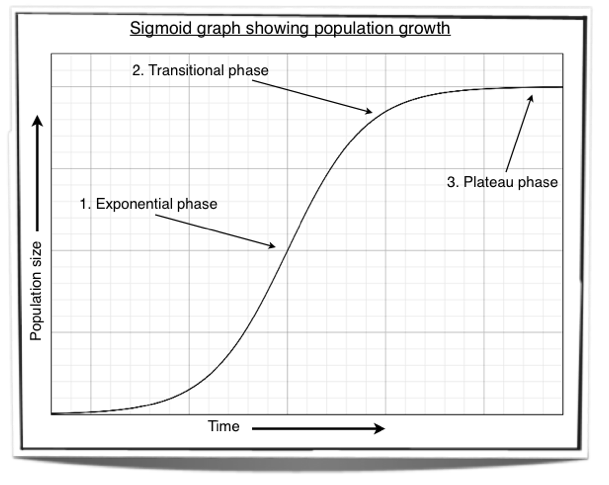 Sigmoid graph showing population growth
2. Transitional phase
3. Plateau phase
1. Exponential phase
Population size
Time